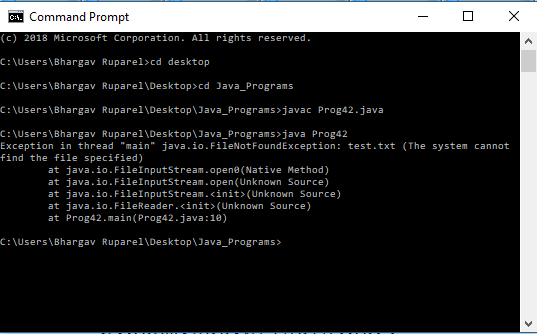 Command Prompt
(c) 2018 Microsoft Corporation. All rights reserved.
C:\Users\Bhargav Ruparel>cd desktop
C:\Users\Bhargav Ruparel\Desktop>cd Java_Programs
C:\Users\Bhargav Ruparel\Desktop\Java_Programs>javac Prog42.java
C:\Users\Bhargav Ruparel\Desktop\Java_Programs>java Prog42
Exception in thread "main" java.io.FileNotFoundException: test.txt (The system cannot
find the file specified)
at java.io.FileInputStream.open0(Native Method)
at java.io.FileInputStream.open(Unknown Source)
at java.io.FileInputStream.<init>(Unknown Source)
at java.io.FileReader.<init>(Unknown Source)
at Prog42.main(Prog42.java:10)
C:\Users\Bhargav Ruparel\Desktop\Java_Programs>